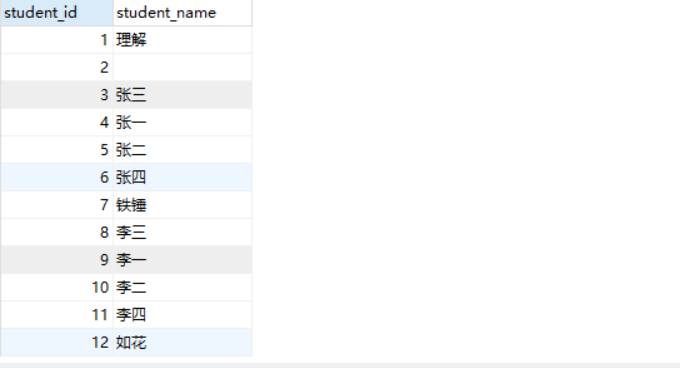 student_id student_name
1 理解
2
3 张三
4 张一
5 张二
6 张四
7 铁锤
8 李三
9 李一
10 李二
11 李四
12 如花